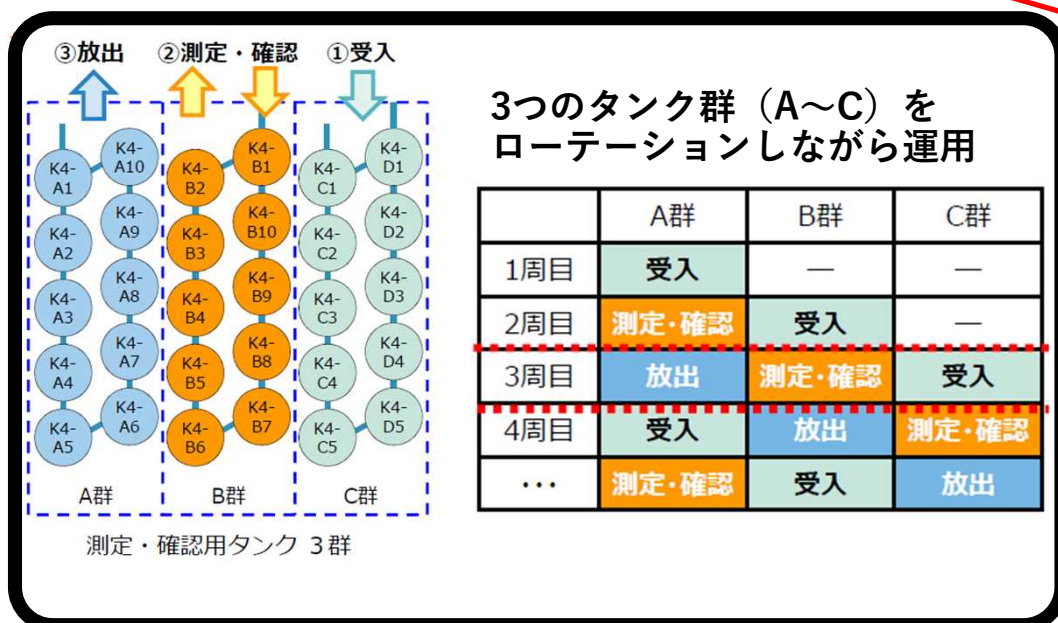 ③放出 ②測定・確認 ①受入
K4-A1
K4-A2
K4-A3
K4-A4
K4-A5
K4-A10
K4-A9
K4-A8
K4-A7
K4-A6
K4-B2
K4-B3
K4-B4
K4-B5
K4-B6
K4-B1
K4-B10
K4-B9
K4-B8
K4-B7
K4-C1
K4-C2
K4-C3
K4-C4
K4-C5
K4-D1
K4-D2
K4-D3
K4-D4
K4-D5
A群 B群 C群
測定・確認用タンク 3群
3つのタンク群（A～C）を
ローテーションしながら運用
A群 B群 C群
1周目 受入 — —
2周目 測定・確認 受入 —
3周目 放出 測定・確認 受入
4周目 受入 放出 測定・確認
･･･ 測定・確認 受入 放出